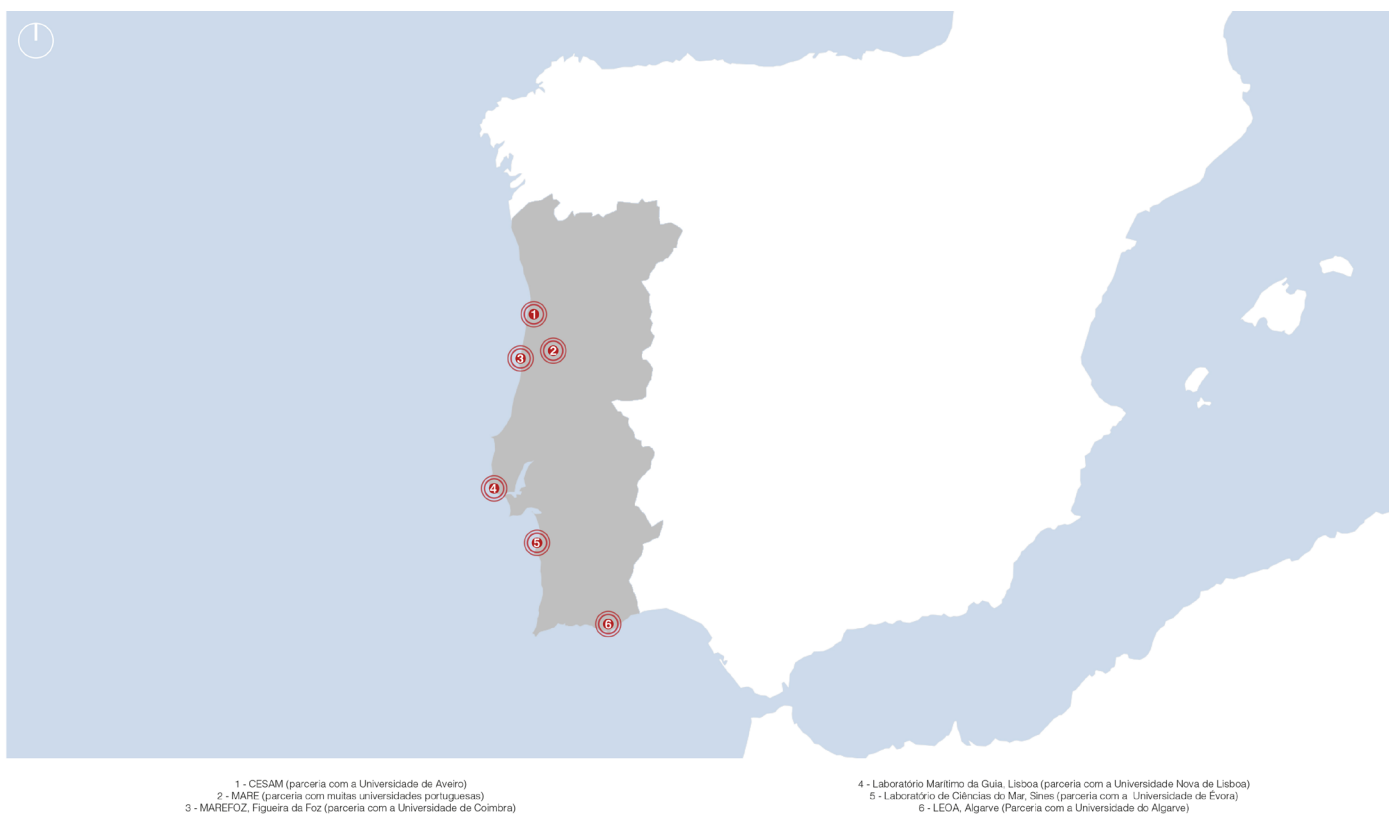 1
2
3
4
5
6
1 - CESAM (parceria com a Universidade de Aveiro)
2 - MARE (parceria com muitas universidades portuguesas)
3 - MAREFOZ, Figueira da Foz (parceria com a Universidade de Coimbra)
4 - Laboratório Marítimo da Guia, Lisboa (parceria com a Universidade Nova de Lisboa)
5 - Laboratório de Ciências do Mar, Sines (parceria com a Universidade de Évora)
6 - LEOA, Algarve (Parceria com a Universidade do Algarve)